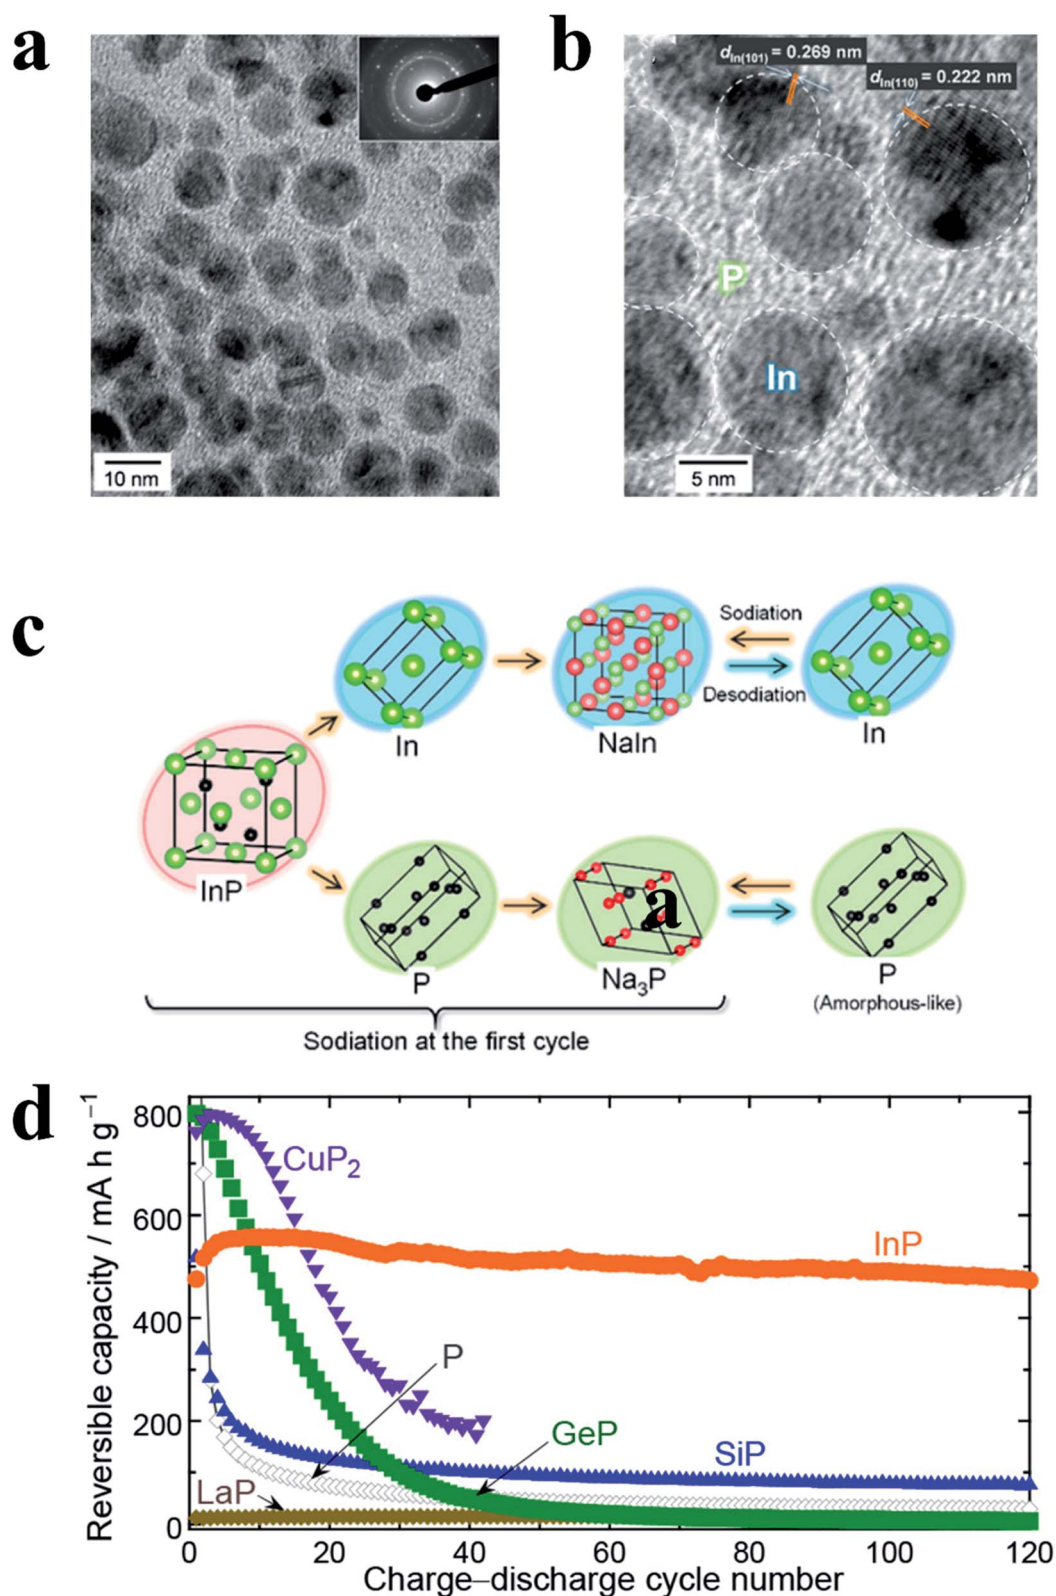 a
10 nm
b
d In(101) = 0.269 nm
d In(110) = 0.222 nm
P
In
5 nm
c
In
NaIn
Sodiation
Desodiation
In
InP
P
a
Na₃P
P
(Amorphous-like)
Sodiation at the first cycle
d
Reversible capacity / mA h g⁻¹
800
600
400
200
0
CuP₂
InP
P
GeP
SiP
LaP
0 20 40 60 80 100 120
Charge–discharge cycle number